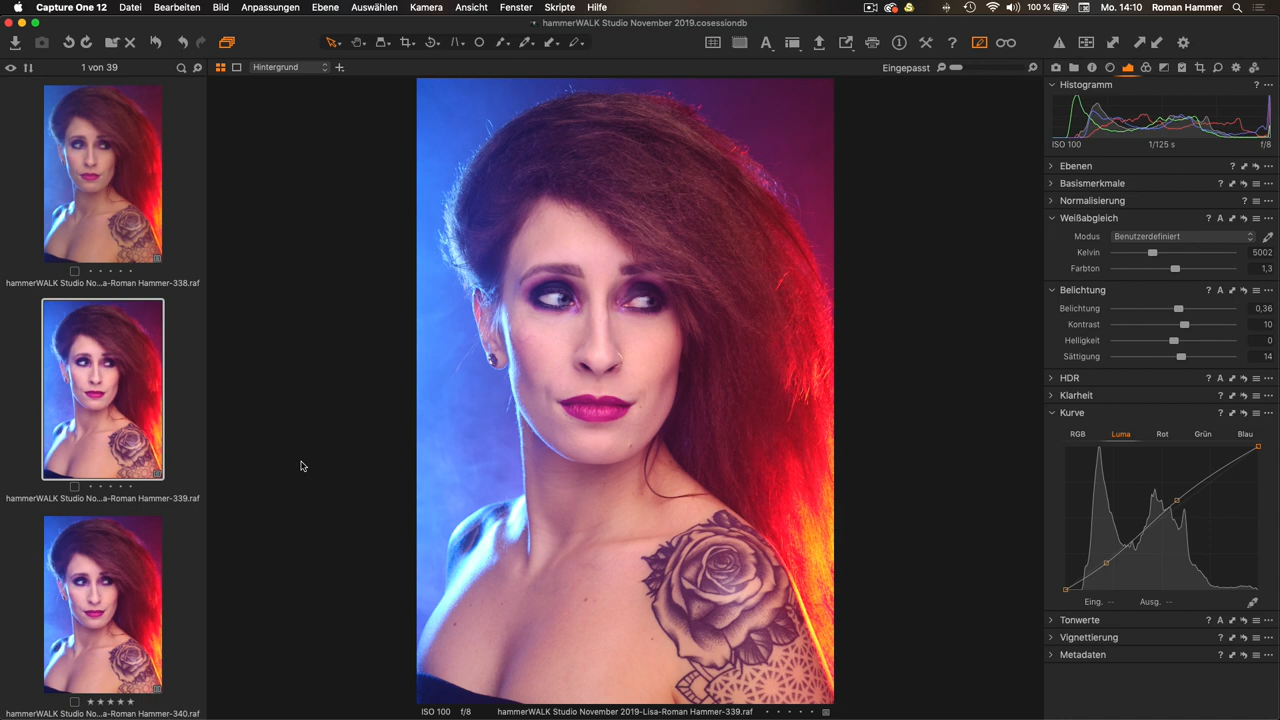 Capture One 12 Datei Bearbeiten Bild Anpassungen Ebene Auswählen Kamera Ansicht Fenster Skripte Hilfe 100 % Mo. 14:10 Roman Hammer
hammerWALK Studio November 2019.cosessiondb
1 von 39
Hintergrund
Eingepasst
hammerWALK Studio No...a-Roman Hammer-338.raf
hammerWALK Studio No...a-Roman Hammer-339.raf
hammerWALK Studio No...a-Roman Hammer-340.raf
ISO 100 f/8 hammerWALK Studio November 2019-Lisa-Roman Hammer-339.raf
Histogramm
ISO 100 1/125 s f/8
Ebenen
Basismerkmale
Normalisierung
Weißabgleich
Modus Benutzerdefiniert
Kelvin 5002
Farbton 1,3
Belichtung
Belichtung 0,36
Kontrast 10
Helligkeit 0
Sättigung 14
HDR
Klarheit
Kurve
RGB Luma Rot Grün Blau
Eing. -- Ausg. --
Tonwerte
Vignettierung
Metadaten